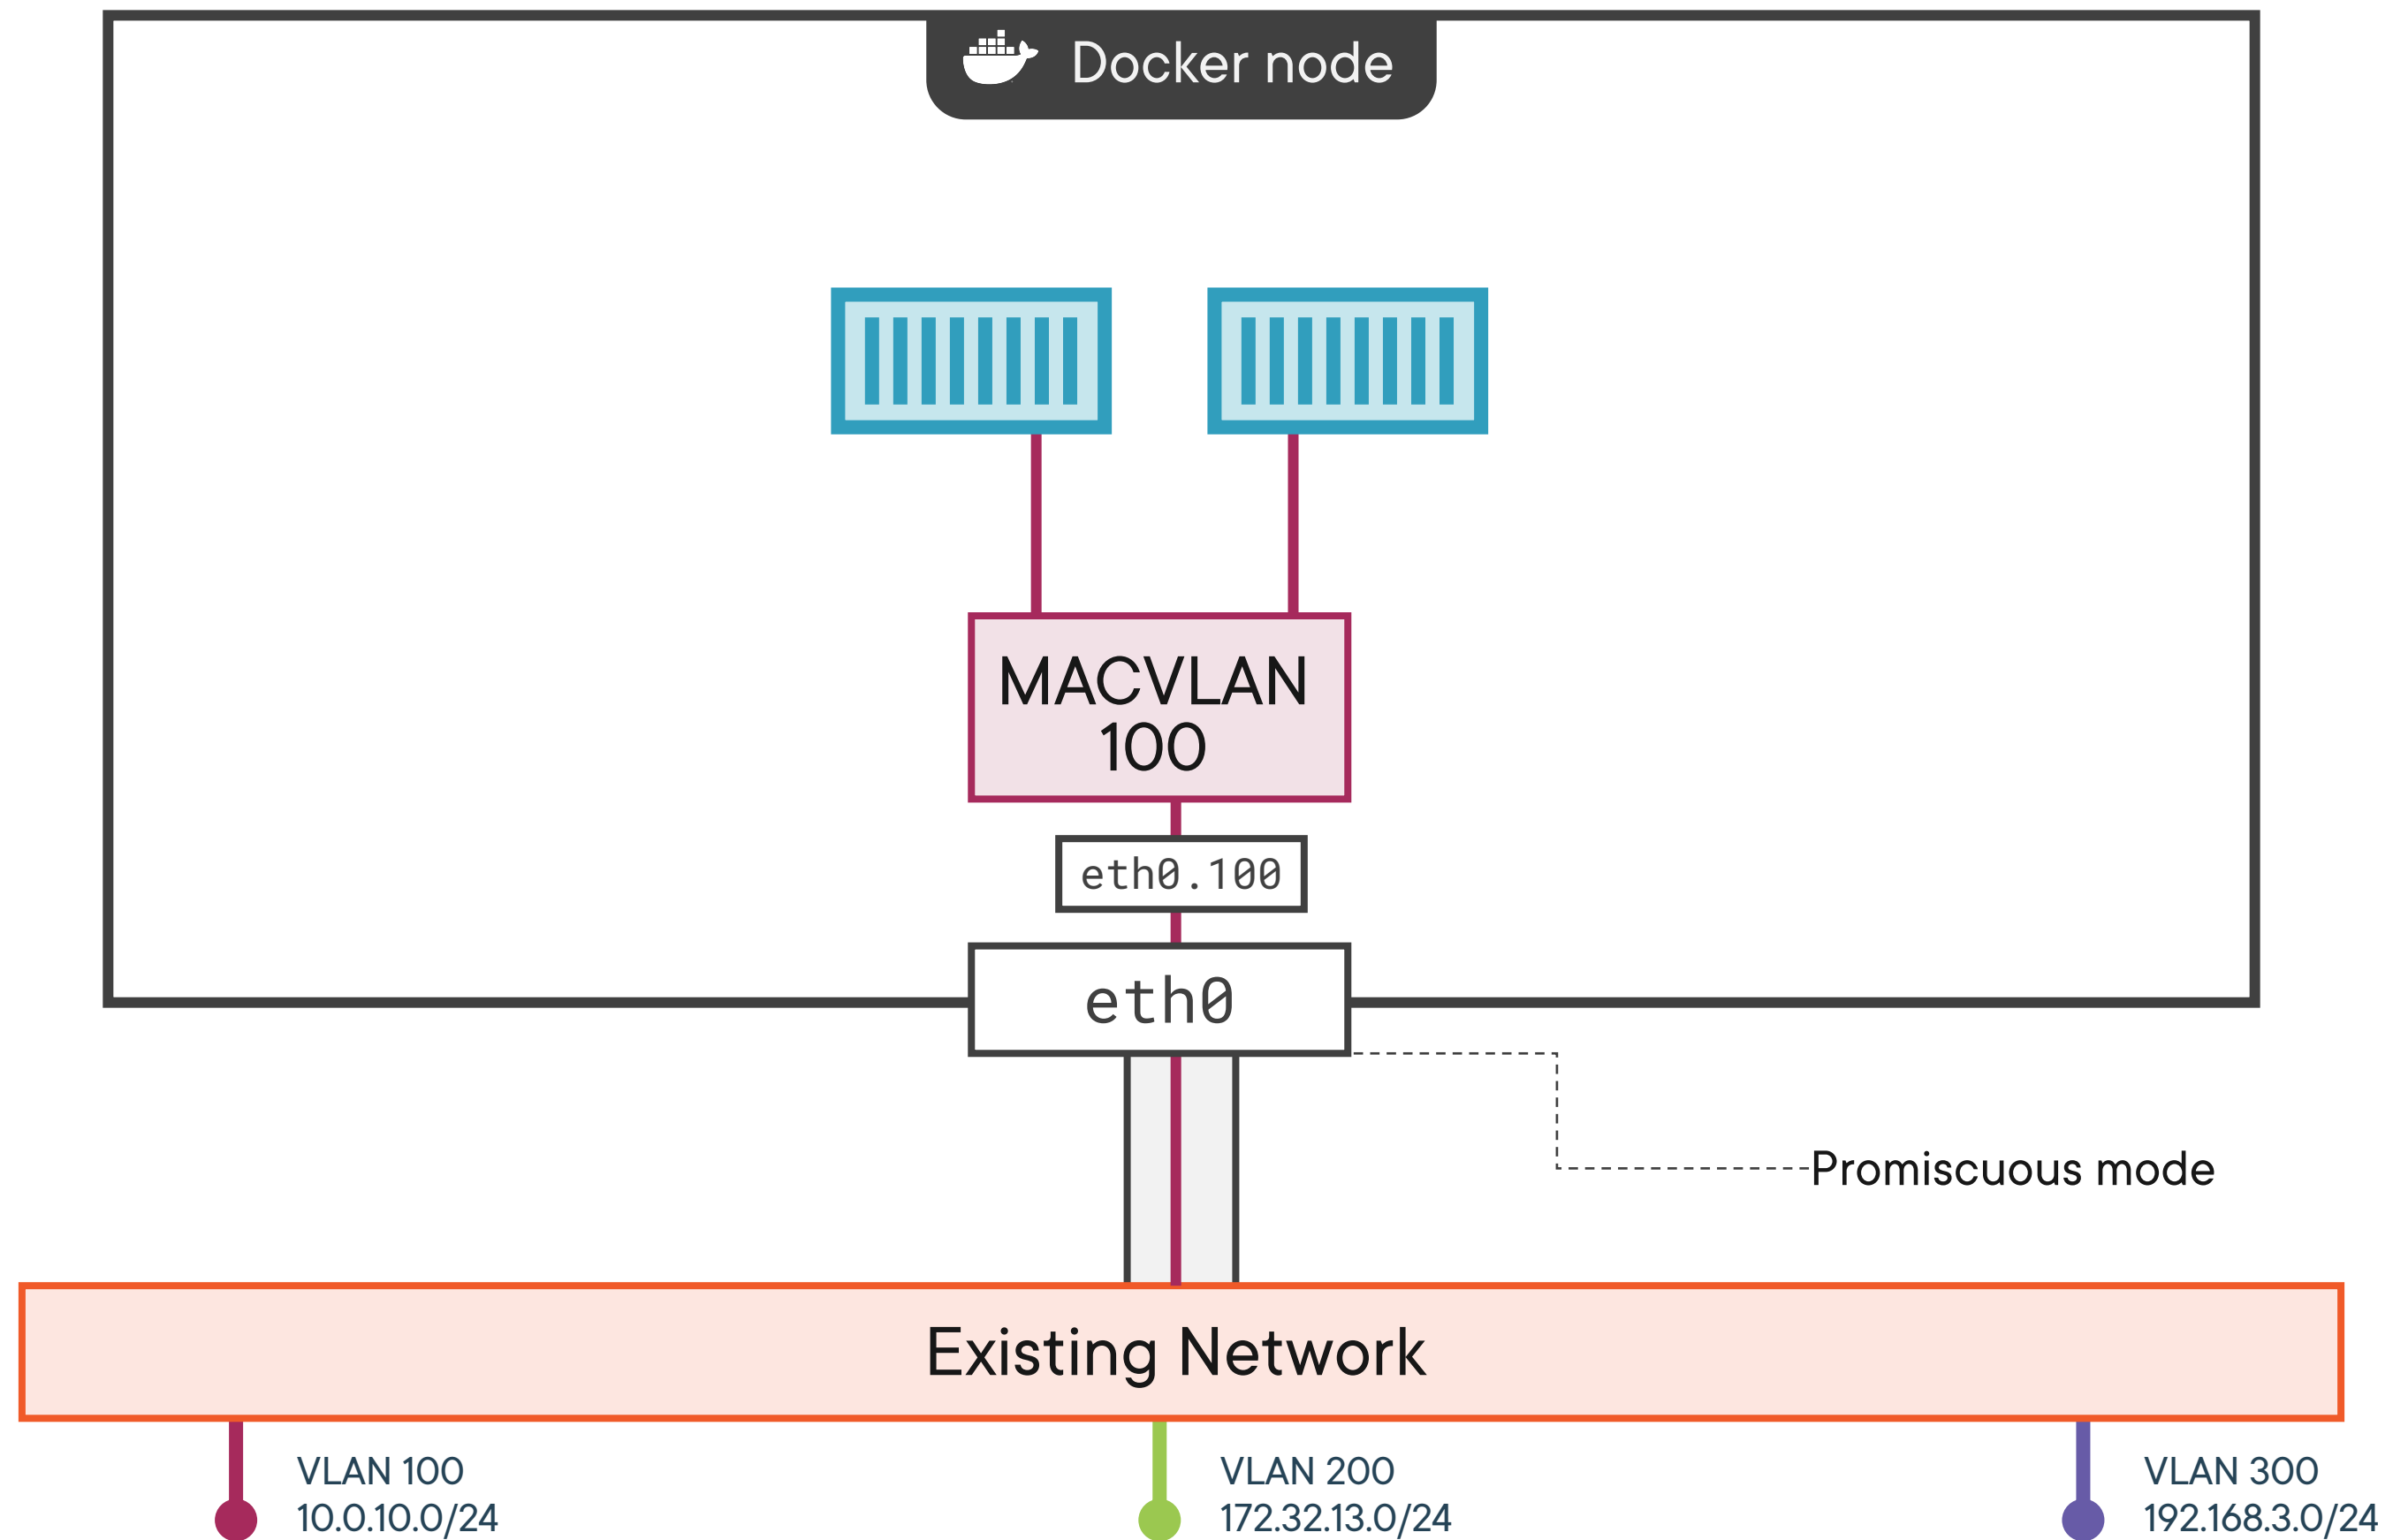 Docker node
MACVLAN
100
eth0.100
eth0
Promiscuous mode
Existing Network
VLAN 100
10.0.10.0/24
VLAN 200
172.32.13.0/24
VLAN 300
192.168.3.0/24